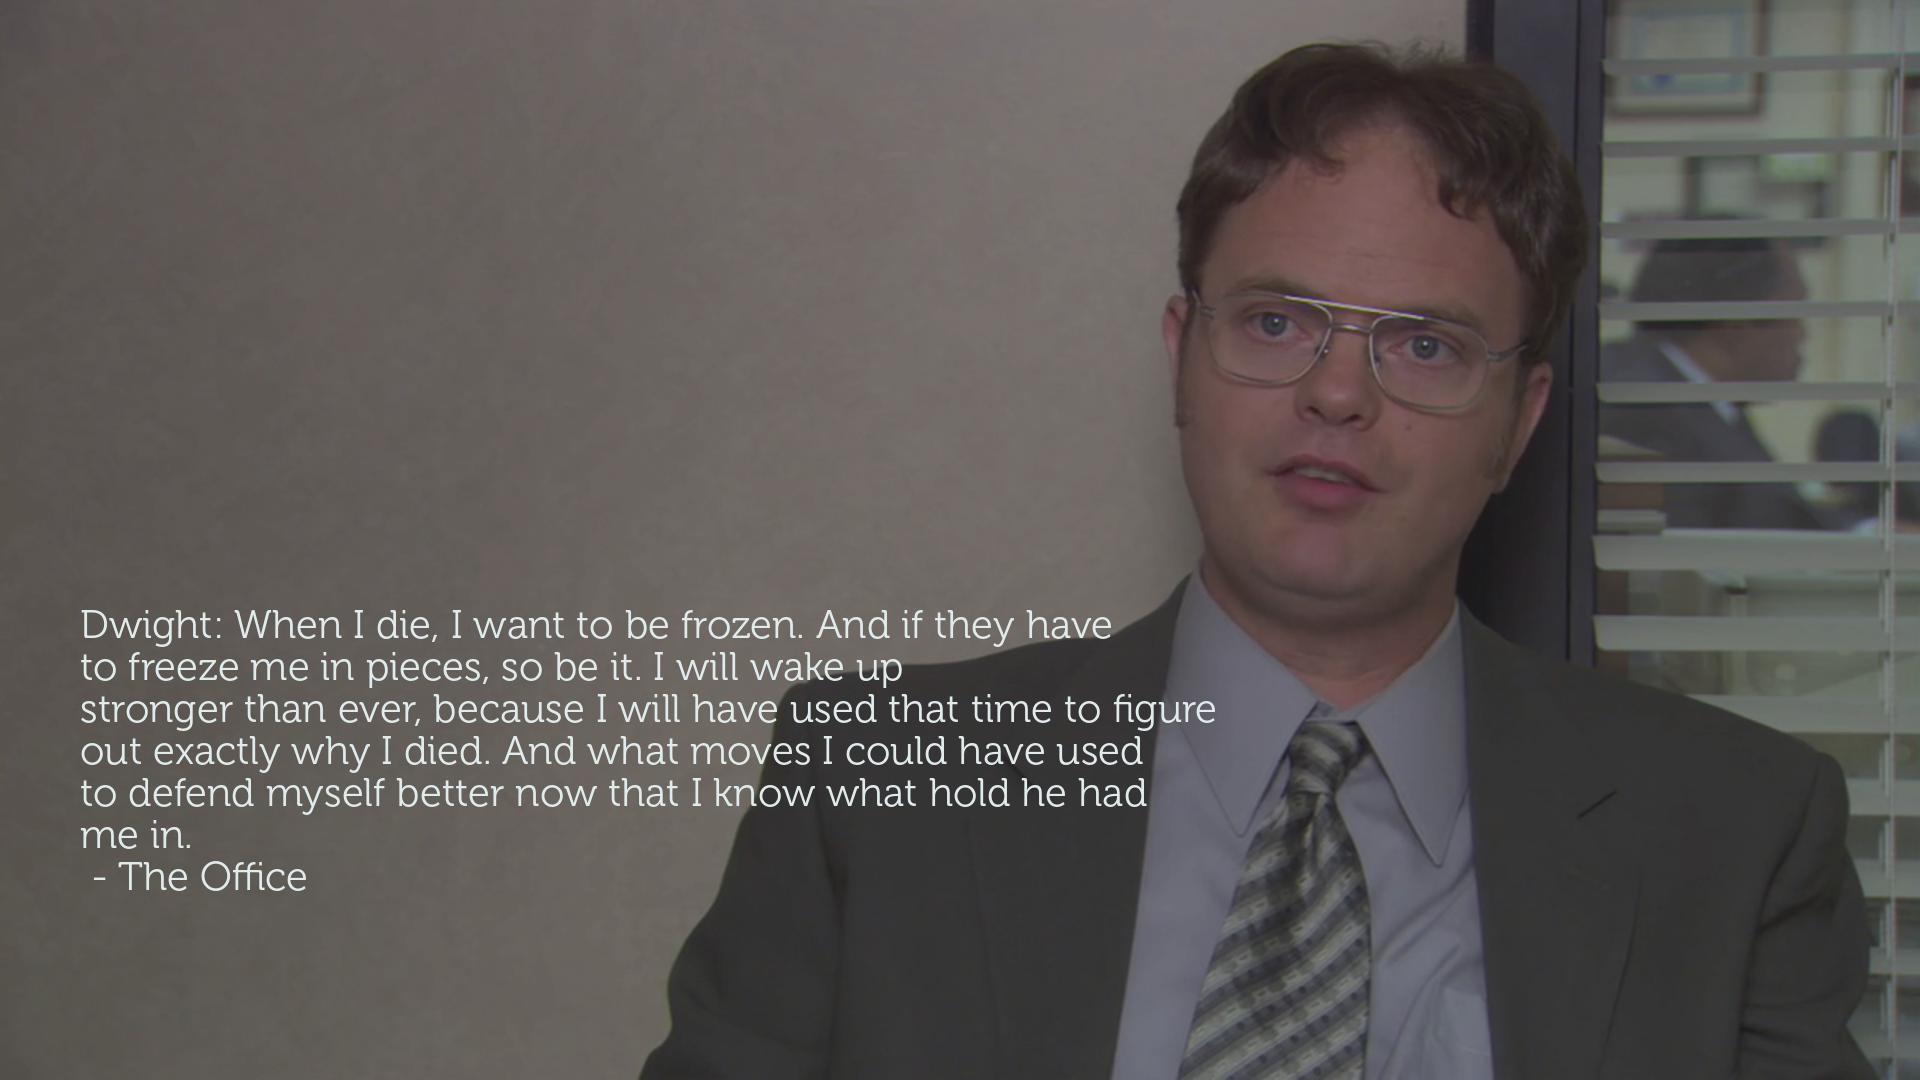 Dwight: When I die, I want to be frozen. And if they have
to freeze me in pieces, so be it. I will wake up
stronger than ever, because I will have used that time to figure
out exactly why I died. And what moves I could have used
to defend myself better now that I know what hold he had
me in.
- The Office